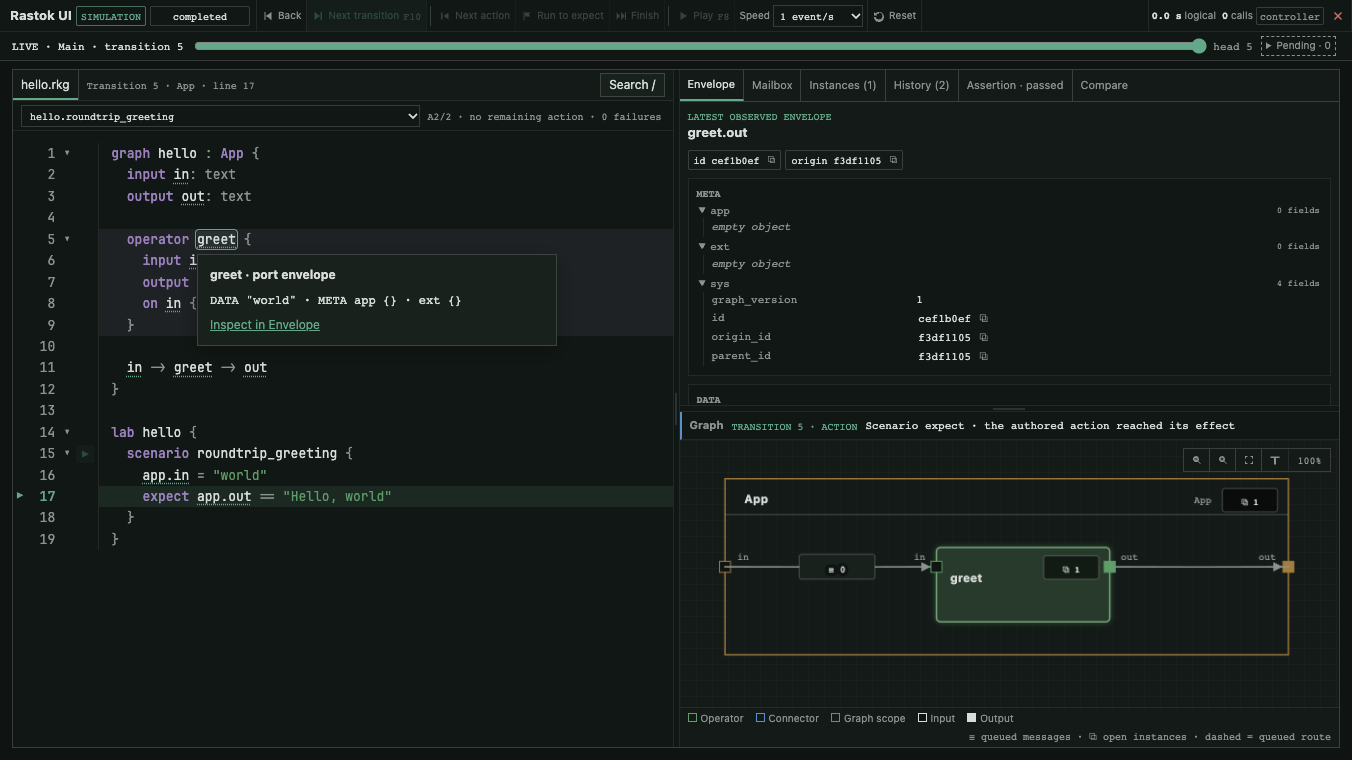 Rastok UI SIMULATION completed Back Next transition F10 Next action Run to expect Finish Play F8 Speed 1 event/s Reset 0.0 s logical 0 calls controller
LIVE · Main · transition 5 head 5 Pending · 0
hello.rkg Transition 5 · App · line 17 Search /
hello.roundtrip_greeting A2/2 · no remaining action · 0 failures
1 graph hello : App {
2 input in: text
3 output out: text
4
5 operator greet {
6 input i
7 output
8 on in {
9 }
10
11 in -> greet -> out
12 }
13
14 lab hello {
15 scenario roundtrip_greeting {
16 app.in = "world"
17 expect app.out == "Hello, world"
18 }
19 }
greet · port envelope
DATA "world" · META app {} · ext {}
Inspect in Envelope
Envelope Mailbox Instances (1) History (2) Assertion · passed Compare
LATEST OBSERVED ENVELOPE
greet.out
id cef1b0ef origin f3df1105
META
app 0 fields
empty object
ext 0 fields
empty object
sys 4 fields
graph_version 1
id cef1b0ef
origin_id f3df1105
parent_id f3df1105
DATA
Graph TRANSITION 5 · ACTION Scenario expect · the authored action reached its effect
100%
App App 1
in 0 in greet 1 out out
Operator Connector Graph scope Input Output
≡ queued messages · open instances · dashed = queued route